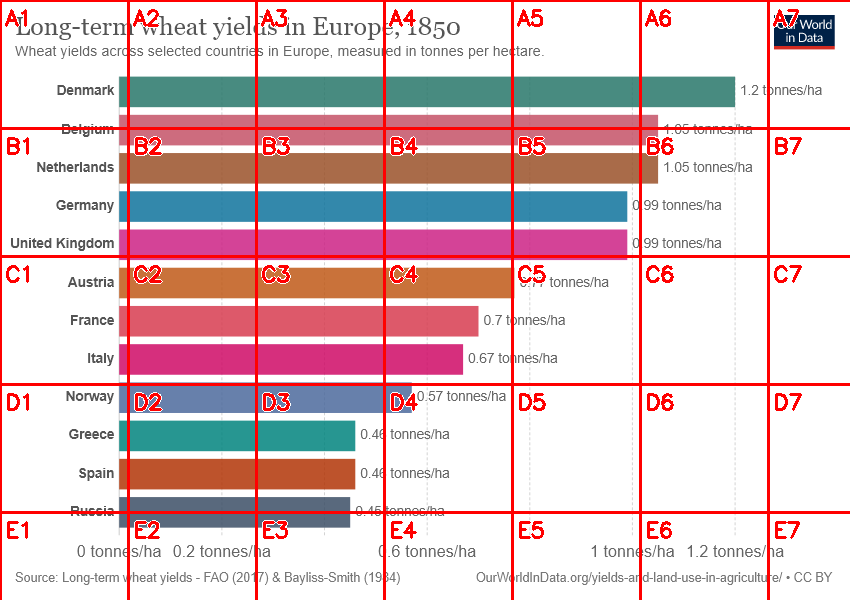 Long-term wheat yields in Europe, 1850
Our World
in Data
Wheat yields across selected countries in Europe, measured in tonnes per hectare.
Denmark 1.2 tonnes/ha
Belgium 1.05 tonnes/ha
Netherlands 1.05 tonnes/ha
Germany 0.99 tonnes/ha
United Kingdom 0.99 tonnes/ha
Austria 0.77 tonnes/ha
France 0.7 tonnes/ha
Italy 0.67 tonnes/ha
Norway 0.57 tonnes/ha
Greece 0.46 tonnes/ha
Spain 0.46 tonnes/ha
Russia 0.45 tonnes/ha
0 tonnes/ha 0.2 tonnes/ha 0.6 tonnes/ha 1 tonnes/ha 1.2 tonnes/ha
Source: Long-term wheat yields - FAO (2017) & Bayliss-Smith (1984)
OurWorldInData.org/yields-and-land-use-in-agriculture/ • CC BY
A1 A2 A3 A4 A5 A6 A7
B1 B2 B3 B4 B5 B6 B7
C1 C2 C3 C4 C5 C6 C7
D1 D2 D3 D4 D5 D6 D7
E1 E2 E3 E4 E5 E6 E7